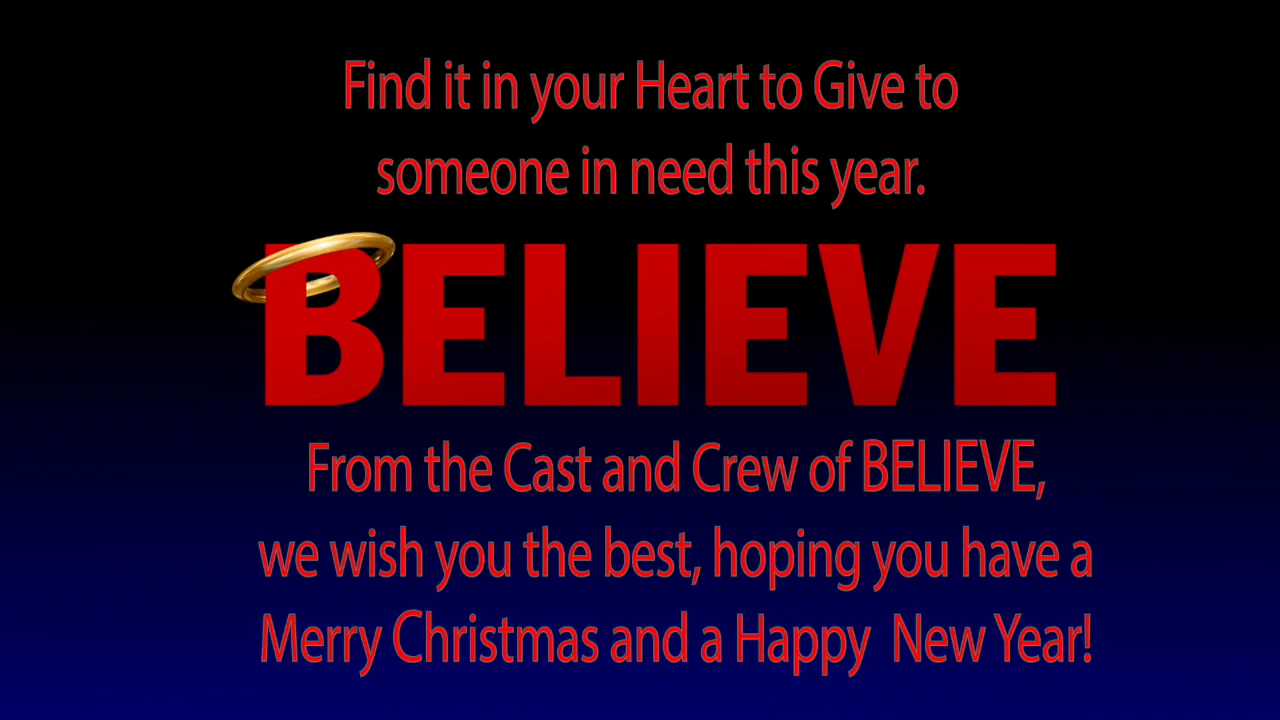 Find it in your Heart to Give to
someone in need this year.
BELIEVE
From the Cast and Crew of BELIEVE,
we wish you the best, hoping you have a
Merry Christmas and a Happy  New Year!